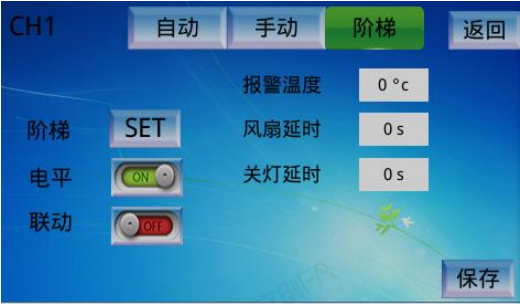 CH1 自动 手动 阶梯 返回
报警温度 0 °c
阶梯 SET 风扇延时 0 s
电平 ON 关灯延时 0 s
联动 OFF
保存